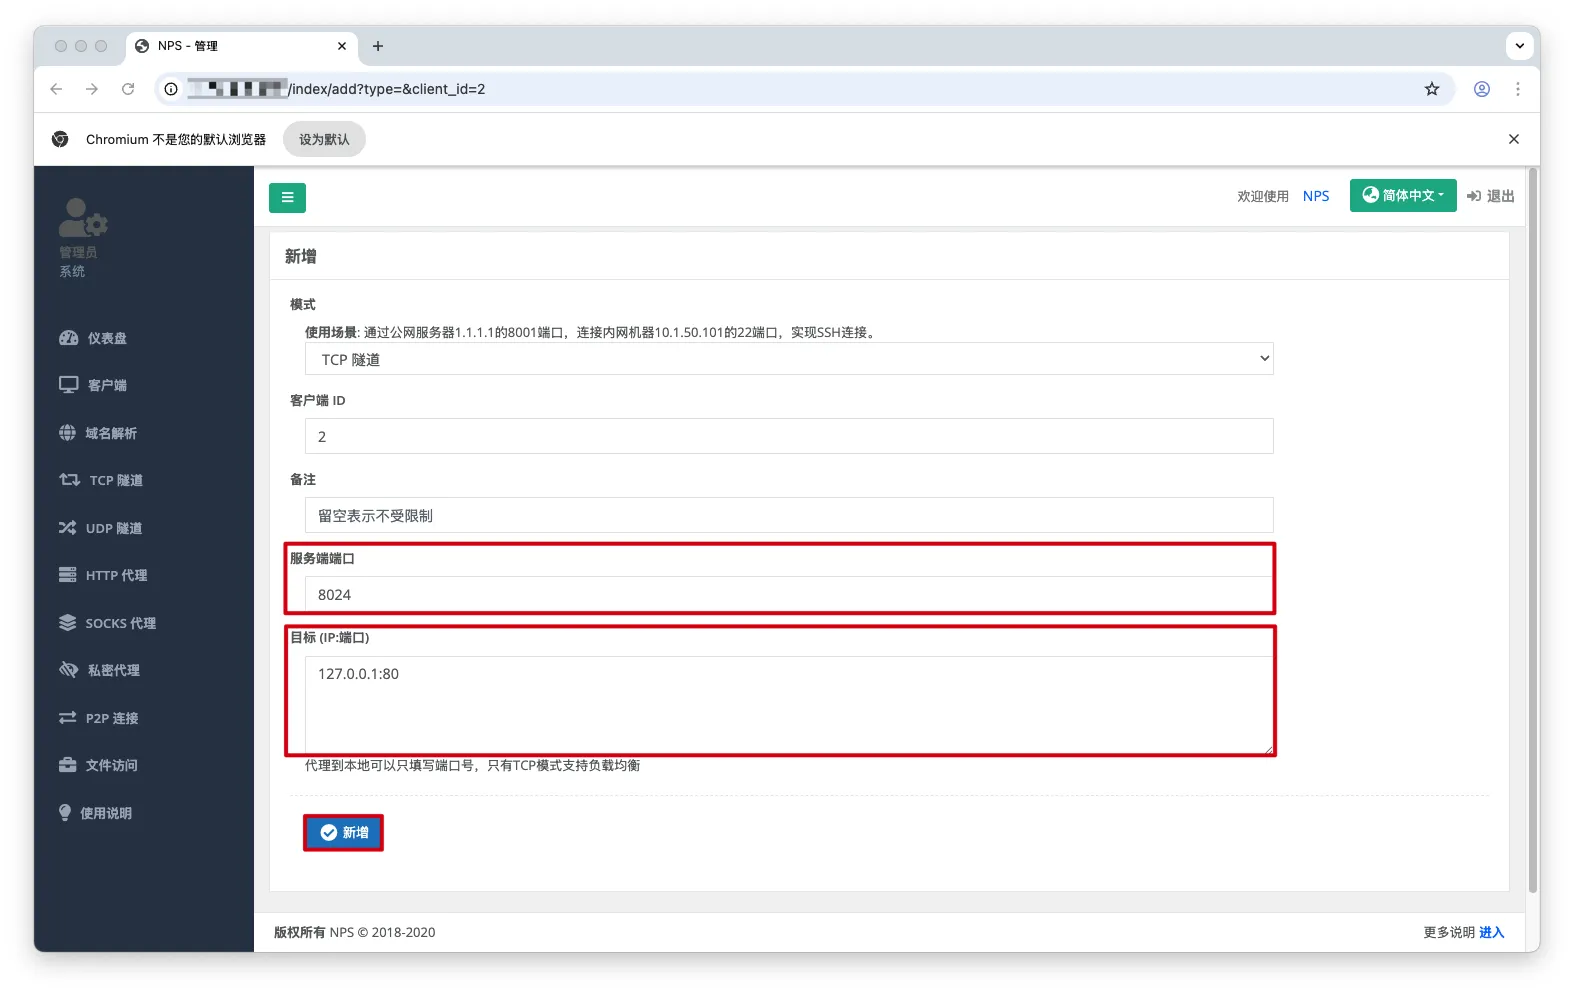 NPS - 管理
/index/add?type=&client_id=2
Chromium 不是您的默认浏览器
设为默认
管理员
系统
仪表盘
客户端
域名解析
TCP 隧道
UDP 隧道
HTTP 代理
SOCKS 代理
私密代理
P2P 连接
文件访问
使用说明
欢迎使用 NPS
简体中文
退出
新增
模式
使用场景: 通过公网服务器1.1.1.1的8001端口，连接内网机器10.1.50.101的22端口，实现SSH连接。
TCP 隧道
客户端 ID
2
备注
留空表示不受限制
服务端端口
8024
目标 (IP:端口)
127.0.0.1:80
代理到本地可以只填写端口号，只有TCP模式支持负载均衡
新增
版权所有 NPS © 2018-2020
更多说明 进入